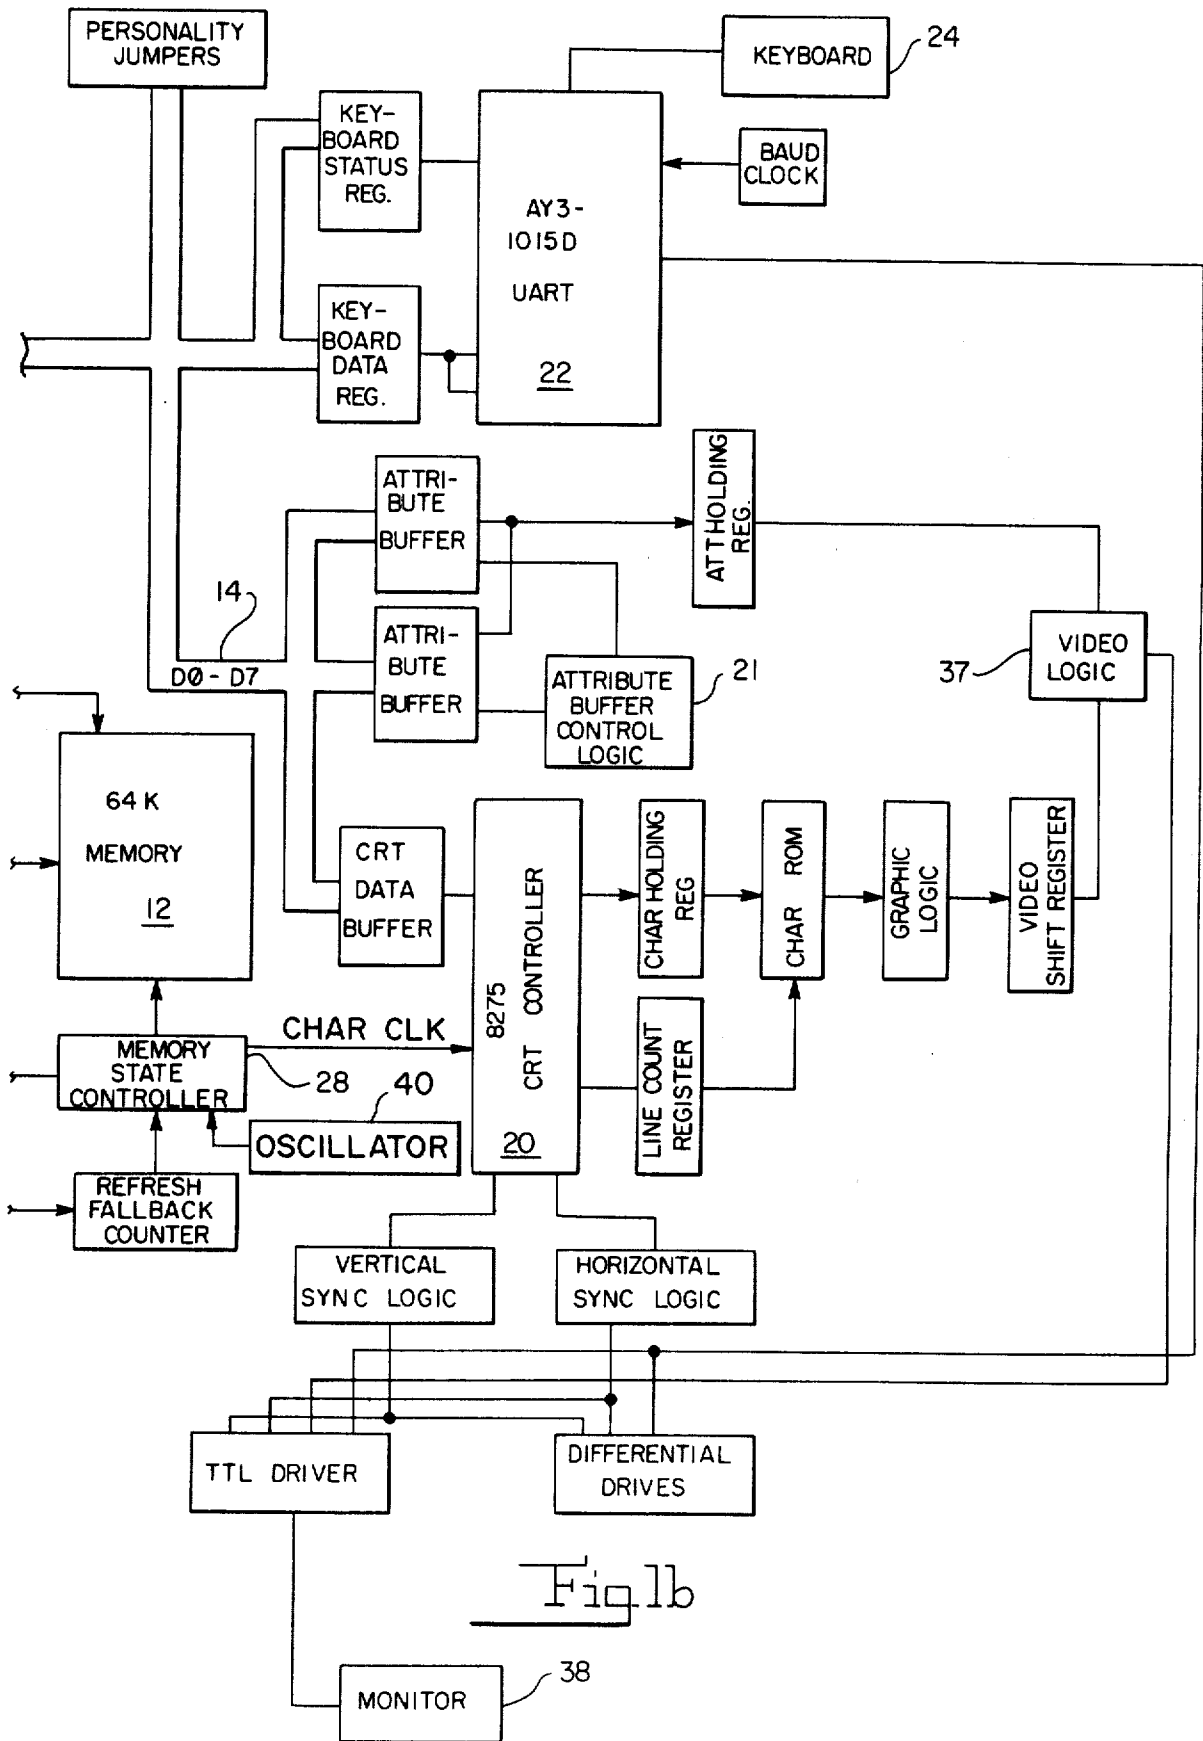 PERSONALITY
JUMPERS
KEYBOARD
24
KEY-
BOARD
STATUS
REG.
BAUD
CLOCK
AY3-
1015D
UART
22
KEY-
BOARD
DATA
REG.
ATTRI-
BUTE
BUFFER
ATTHOLDING
REG.
14
DØ-D7
ATTRI-
BUTE
BUFFER
ATTRIBUTE
BUFFER
CONTROL
LOGIC
21
VIDEO
LOGIC
37
64K
MEMORY
12
CRT
DATA
BUFFER
8275
CRT CONTROLLER
20
CHAR HOLDING
REG
CHAR ROM
GRAPHIC
LOGIC
VIDEO
SHIFT REGISTER
CHAR CLK
MEMORY
STATE
CONTROLLER
28
40
OSCILLATOR
LINE COUNT
REGISTER
REFRESH
FALLBACK
COUNTER
VERTICAL
SYNC LOGIC
HORIZONTAL
SYNC LOGIC
TTL DRIVER
DIFFERENTIAL
DRIVES
Fig.1b
MONITOR
38